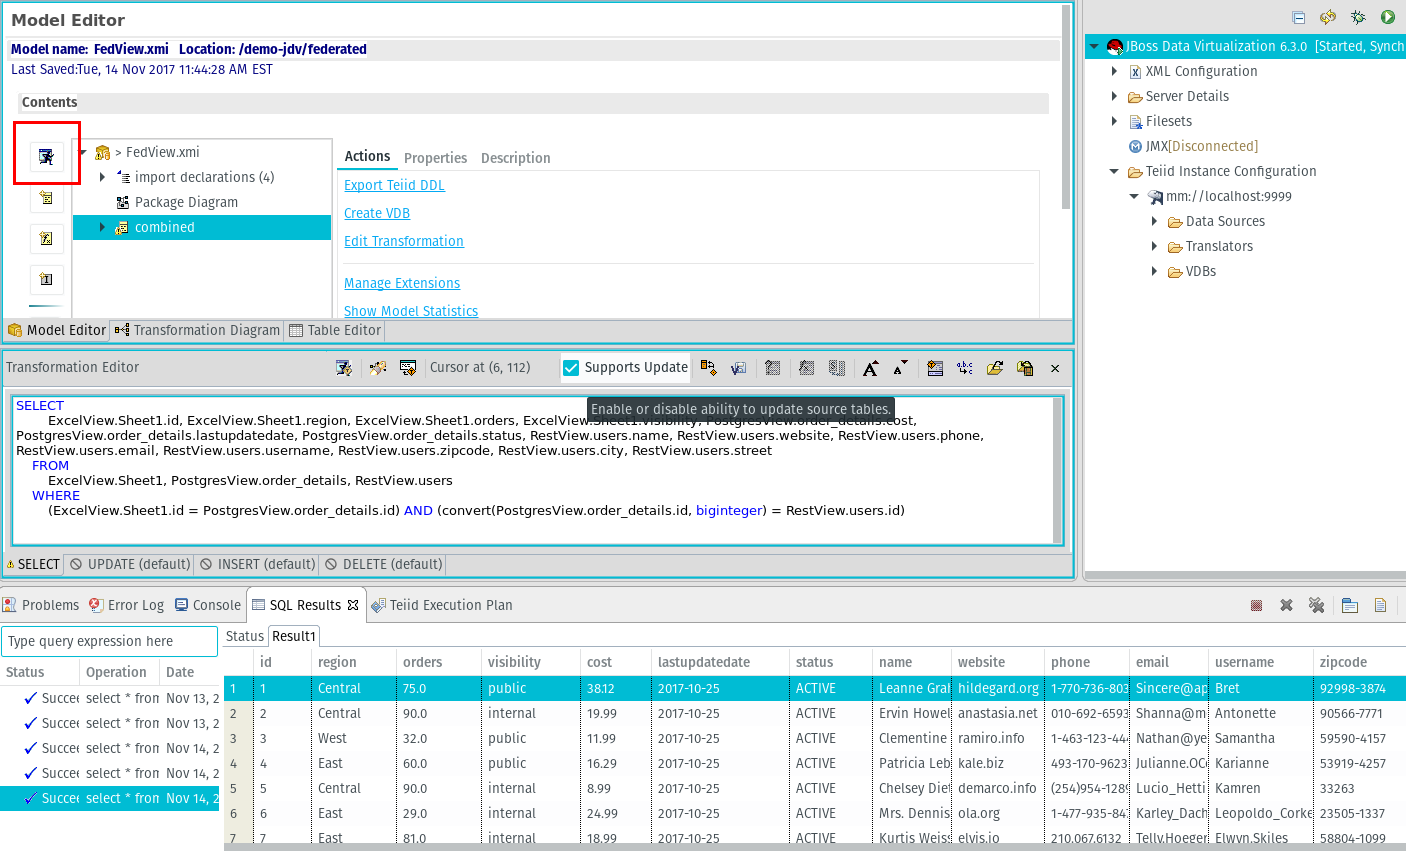 Model Editor
Model name: FedView.xmi Location: /demo-jdv/federated
Last Saved:Tue, 14 Nov 2017 11:44:28 AM EST
Contents
> FedView.xmi
import declarations (4)
Package Diagram
combined
Actions Properties Description
Export Teiid DDL
Create VDB
Edit Transformation
Manage Extensions
Show Model Statistics
Model Editor Transformation Diagram Table Editor
JBoss Data Virtualization 6.3.0 [Started, Synch
XML Configuration
Server Details
Filesets
JMX[Disconnected]
Teiid Instance Configuration
mm://localhost:9999
Data Sources
Translators
VDBs
Transformation Editor Cursor at (6, 112) Supports Update
Enable or disable ability to update source tables.
SELECT
ExcelView.Sheet1.id, ExcelView.Sheet1.region, ExcelView.Sheet1.orders, ExcelView.Sheet1.visibility, PostgresView.order_details.cost,
PostgresView.order_details.lastupdatedate, PostgresView.order_details.status, RestView.users.name, RestView.users.website, RestView.users.phone,
RestView.users.email, RestView.users.username, RestView.users.zipcode, RestView.users.city, RestView.users.street
FROM
ExcelView.Sheet1, PostgresView.order_details, RestView.users
WHERE
(ExcelView.Sheet1.id = PostgresView.order_details.id) AND (convert(PostgresView.order_details.id, biginteger) = RestView.users.id)
SELECT UPDATE (default) INSERT (default) DELETE (default)
Problems Error Log Console SQL Results Teiid Execution Plan
Type query expression here
Status Operation Date
Succee select * from Nov 13, 2
Succee select * from Nov 13, 2
Succee select * from Nov 14, 2
Succee select * from Nov 14, 2
Succee select * from Nov 14, 2
Status Result1
id region orders visibility cost lastupdatedate status name website phone email username zipcode
1 1 Central 75.0 public 38.12 2017-10-25 ACTIVE Leanne Grah hildegard.org 1-770-736-803 Sincere@ap Bret 92998-3874
2 2 Central 90.0 internal 19.99 2017-10-25 ACTIVE Ervin Howel anastasia.net 010-692-6593 Shanna@m Antonette 90566-7771
3 3 West 32.0 public 11.99 2017-10-25 ACTIVE Clementine ramiro.info 1-463-123-444 Nathan@ye Samantha 59590-4157
4 4 East 60.0 public 16.29 2017-10-25 ACTIVE Patricia Leb kale.biz 493-170-9623 Julianne.OC Karianne 53919-4257
5 5 Central 90.0 internal 8.99 2017-10-25 ACTIVE Chelsey Diet demarco.info (254)954-1289 Lucio_Hetti Kamren 33263
6 6 East 29.0 internal 24.99 2017-10-25 ACTIVE Mrs. Dennis ola.org 1-477-935-847 Karley_Dach Leopoldo_Corke 23505-1337
7 7 East 81.0 internal 18.99 2017-10-25 ACTIVE Kurtis Weiss elvis.io 210.067.6132 Telly.Hoeger Elwyn.Skiles 58804-1099